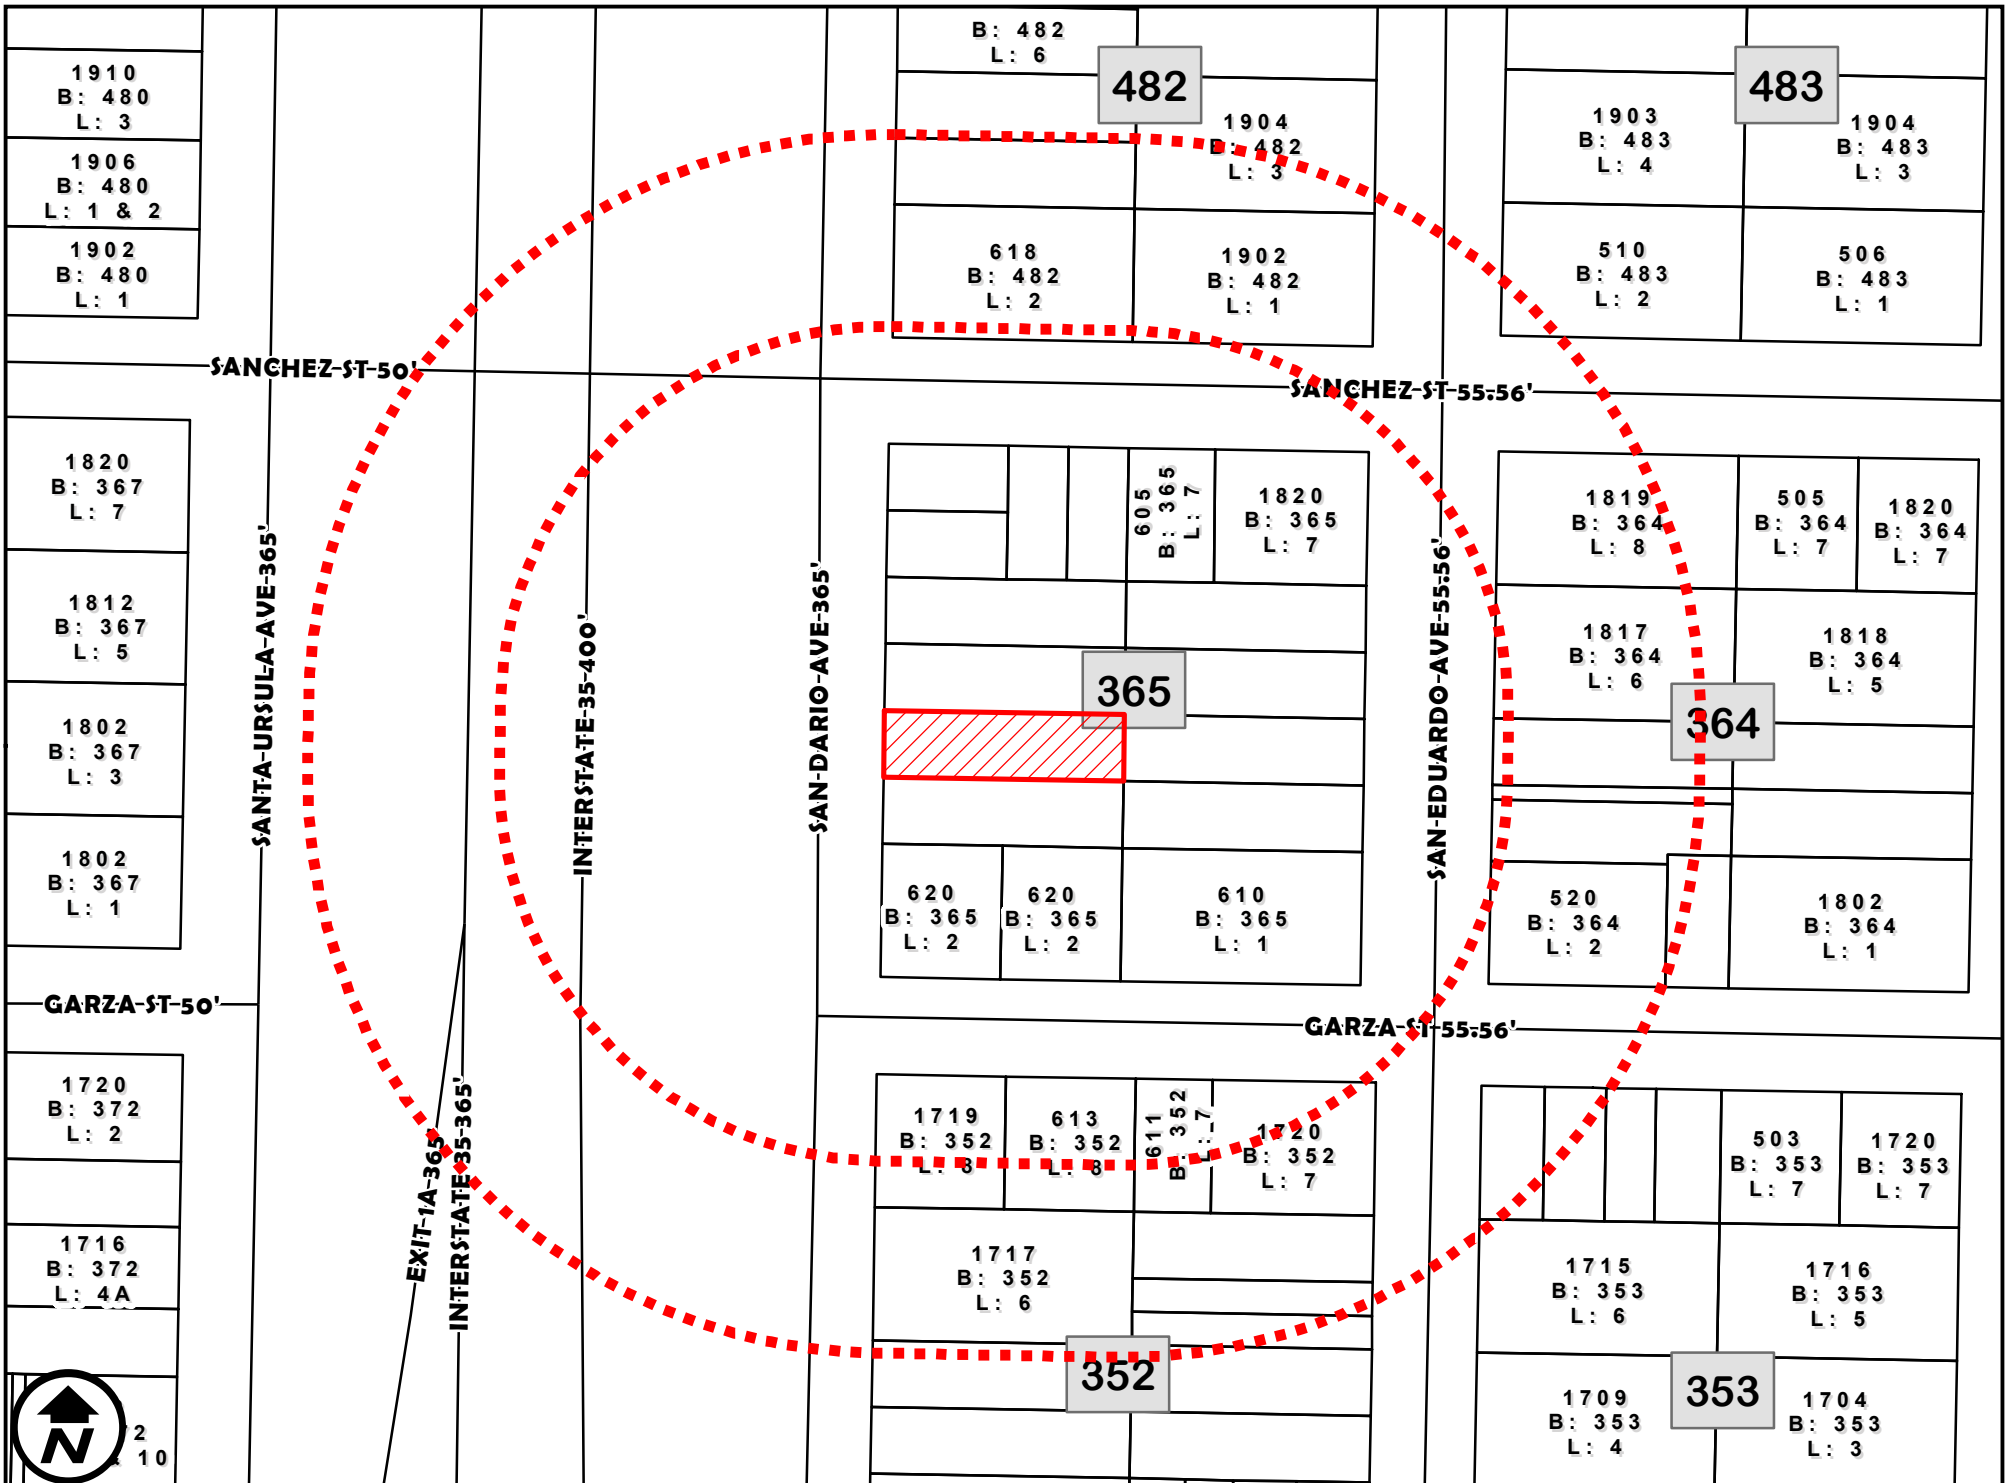 B: 482
L: 6
482
483
1910
B: 480
L: 3
1904
B: 482
L: 3
1903
B: 483
L: 4
1904
B: 483
L: 3
1906
B: 480
L: 1 & 2
1902
B: 480
L: 1
618
B: 482
L: 2
1902
B: 482
L: 1
510
B: 483
L: 2
506
B: 483
L: 1
SANCHEZ ST 50'
SANCHEZ ST 55.56'
1820
B: 367
L: 7
605
B: 365
L: 7
1820
B: 365
L: 7
1819
B: 364
L: 8
505
B: 364
L: 7
1820
B: 364
L: 7
1812
B: 367
L: 5
SANTA URSULA AVE 365'
INTERSTATE 35 400'
SAN DARIO AVE 365'
SAN EDUARDO AVE 55.56'
1817
B: 364
L: 6
1818
B: 364
L: 5
365
364
1802
B: 367
L: 3
1802
B: 367
L: 1
620
B: 365
L: 2
620
B: 365
L: 2
610
B: 365
L: 1
520
B: 364
L: 2
1802
B: 364
L: 1
GARZA ST 50'
GARZA ST 55.56'
1720
B: 372
L: 2
1719
B: 352
L: 8
613
B: 352
L: 8
611
B: 352
L: 7
1720
B: 352
L: 7
503
B: 353
L: 7
1720
B: 353
L: 7
EXIT 1A 365'
INTERSTATE 35 365'
1716
B: 372
L: 4A
1717
B: 352
L: 6
1715
B: 353
L: 6
1716
B: 353
L: 5
352
353
1709
B: 353
L: 4
1704
B: 353
L: 3
2
10
N